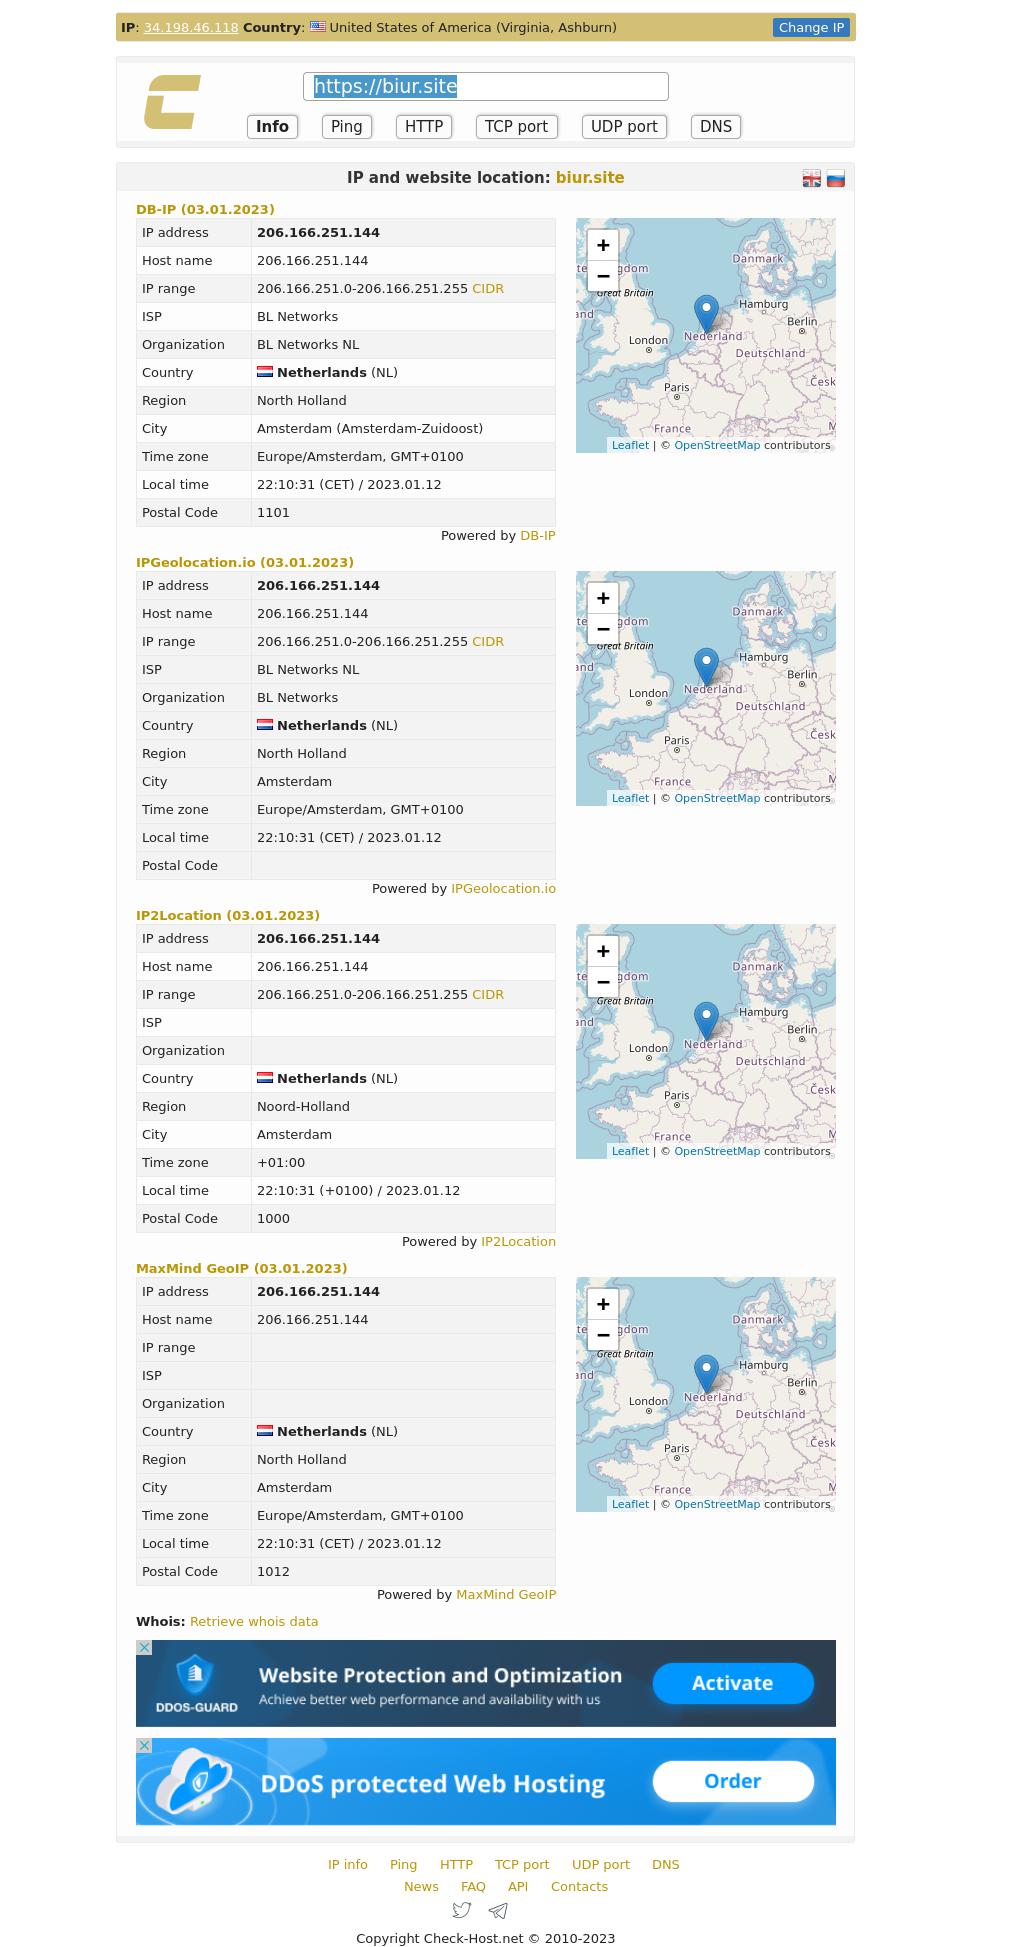 IP: 34.198.46.118 Country: United States of America (Virginia, Ashburn) Change IP
https://biur.site
Info Ping HTTP TCP port UDP port DNS
IP and website location: biur.site
DB-IP (03.01.2023)
IP address 206.166.251.144
Host name 206.166.251.144
IP range 206.166.251.0-206.166.251.255 CIDR
ISP BL Networks
Organization BL Networks NL
Country Netherlands (NL)
Region North Holland
City Amsterdam (Amsterdam-Zuidoost)
Time zone Europe/Amsterdam, GMT+0100
Local time 22:10:31 (CET) / 2023.01.12
Postal Code 1101
Powered by DB-IP
+
−
Danmark
Great Britain
Hamburg
Berlin
London
Nederland
Deutschland
Paris
Česk
France
Leaflet | © OpenStreetMap contributors
IPGeolocation.io (03.01.2023)
IP address 206.166.251.144
Host name 206.166.251.144
IP range 206.166.251.0-206.166.251.255 CIDR
ISP BL Networks NL
Organization BL Networks
Country Netherlands (NL)
Region North Holland
City Amsterdam
Time zone Europe/Amsterdam, GMT+0100
Local time 22:10:31 (CET) / 2023.01.12
Postal Code
Powered by IPGeolocation.io
+
−
Danmark
Great Britain
Hamburg
Berlin
London
Nederland
Deutschland
Paris
Česk
France
Leaflet | © OpenStreetMap contributors
IP2Location (03.01.2023)
IP address 206.166.251.144
Host name 206.166.251.144
IP range 206.166.251.0-206.166.251.255 CIDR
ISP
Organization
Country Netherlands (NL)
Region Noord-Holland
City Amsterdam
Time zone +01:00
Local time 22:10:31 (+0100) / 2023.01.12
Postal Code 1000
Powered by IP2Location
+
−
Danmark
Great Britain
Hamburg
Berlin
London
Nederland
Deutschland
Paris
Česk
France
Leaflet | © OpenStreetMap contributors
MaxMind GeoIP (03.01.2023)
IP address 206.166.251.144
Host name 206.166.251.144
IP range
ISP
Organization
Country Netherlands (NL)
Region North Holland
City Amsterdam
Time zone Europe/Amsterdam, GMT+0100
Local time 22:10:31 (CET) / 2023.01.12
Postal Code 1012
Powered by MaxMind GeoIP
+
−
Danmark
Great Britain
Hamburg
Berlin
London
Nederland
Deutschland
Paris
Česk
France
Leaflet | © OpenStreetMap contributors
Whois: Retrieve whois data
DDOS-GUARD
Website Protection and Optimization
Achieve better web performance and availability with us
Activate
DDoS protected Web Hosting
Order
IP info Ping HTTP TCP port UDP port DNS
News FAQ API Contacts
Copyright Check-Host.net © 2010-2023